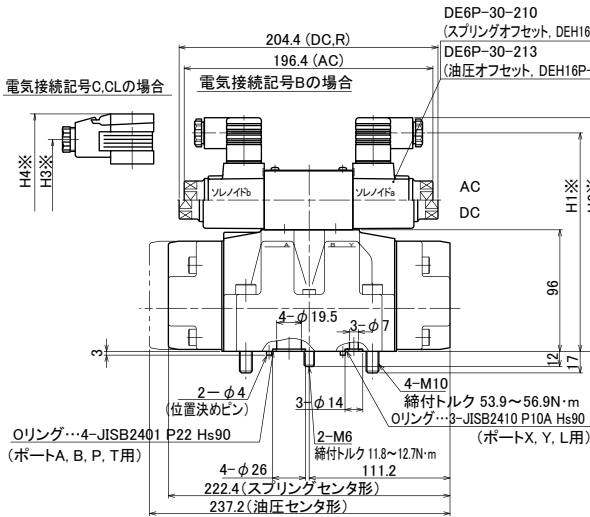 DE6P-30-210
(スプリングオフセット, DEH16
DE6P-30-213
(油圧オフセット, DEH16P-
204.4 (DC,R)
196.4 (AC)
電気接続記号C,CLの場合
電気接続記号Bの場合
H4※
H3※
H1※
ソレノイドb
ソレノイドa
AC
DC
A
B Y
96
4-φ19.5
3-φ7
3
12
17
2-φ4
(位置決めピン)
3-φ14
4-M10
締付トルク 53.9~56.9N・m
Oリング…3-JISB2410 P10A Hs90
(ポートX, Y, L用)
Oリング…4-JISB2401 P22 Hs90
(ポートA, B, P, T用)
2-M6
締付トルク 11.8~12.7N・m
4-φ26
111.2
222.4(スプリングセンタ形)
237.2(油圧センタ形)